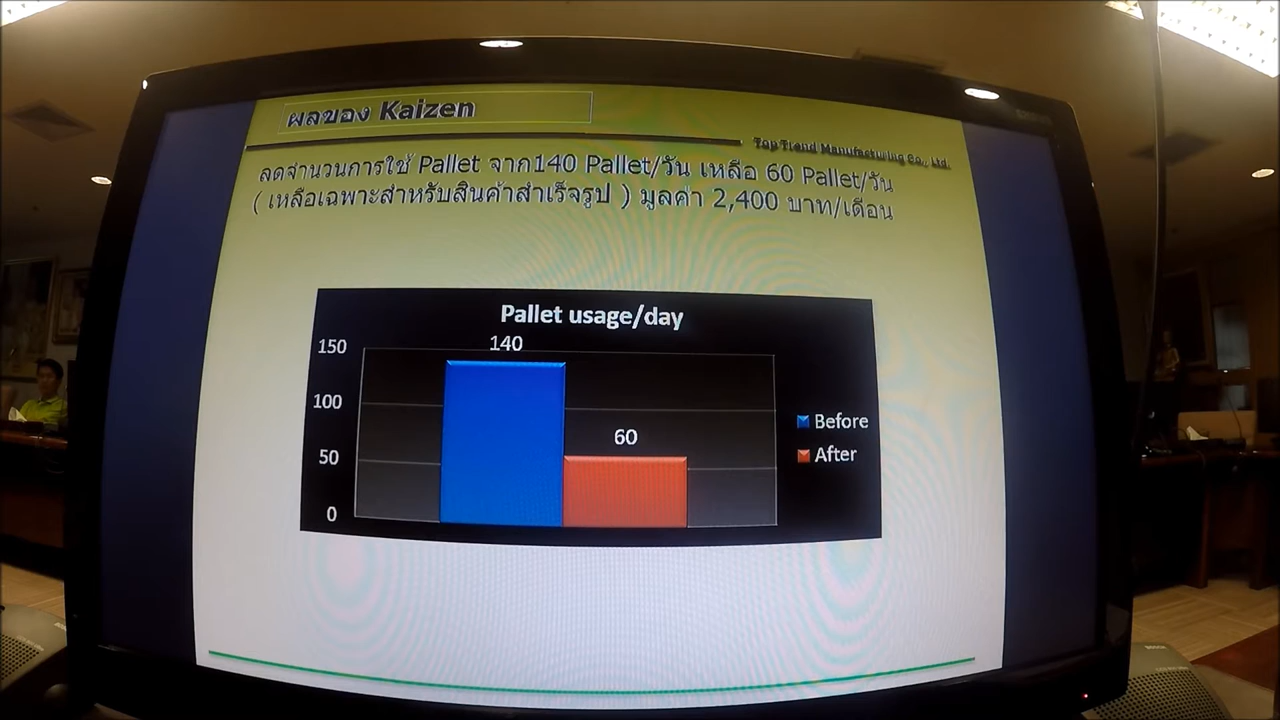 ผลของ Kaizen
Top Trend Manufacturing Co., Ltd.
ลดจำนวนการใช้ Pallet จาก140 Pallet/วัน เหลือ 60 Pallet/วัน
( เหลือเฉพาะสำหรับสินค้าสำเร็จรูป ) มูลค่า 2,400 บาท/เดือน
Pallet usage/day
140
150
100
60
50
0
Before
After